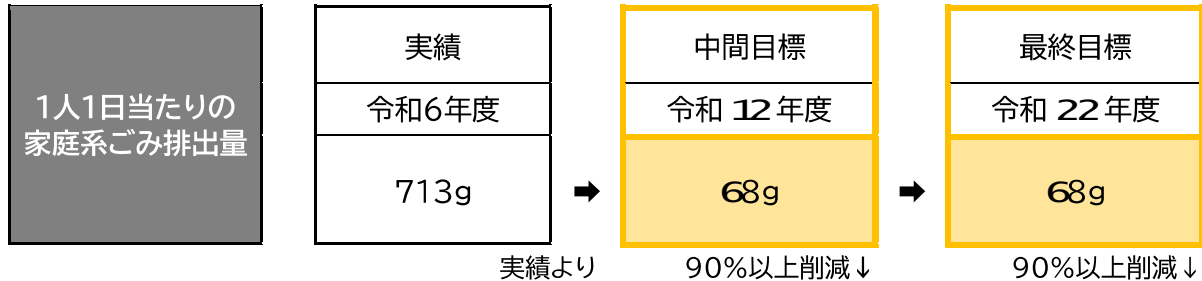 1人1日当たりの
家庭系ごみ排出量
実績
令和6年度
713g
➡
中間目標
令和 12 年度
68g
➡
最終目標
令和 22 年度
68g
実績より
90%以上削減↓
90%以上削減↓